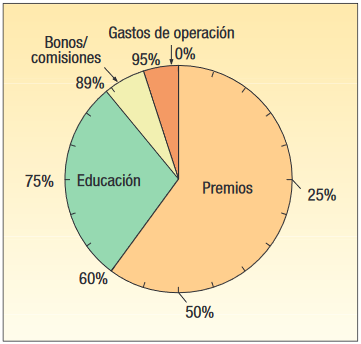 Gastos de operación
Bonos/
comisiones
95%
0%
89%
75%
Educación
Premios
25%
60%
50%